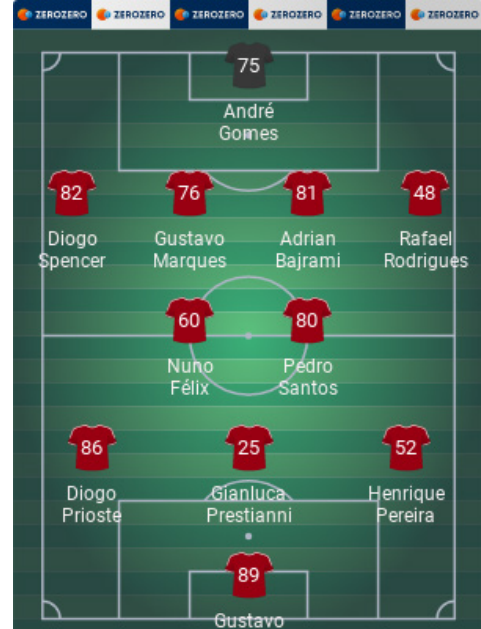 ZEROZERO ZEROZERO ZEROZERO ZEROZERO ZEROZERO ZEROZERO
75
André
Gomes
82 76 81 48
Diogo Gustavo Adrian Rafael
Spencer Marques Bajrami Rodrigues
60 80
Nuno Pedro
Félix Santos
86 25 52
Diogo Gianluca Henrique
Prioste Prestianni Pereira
89
Gustavo